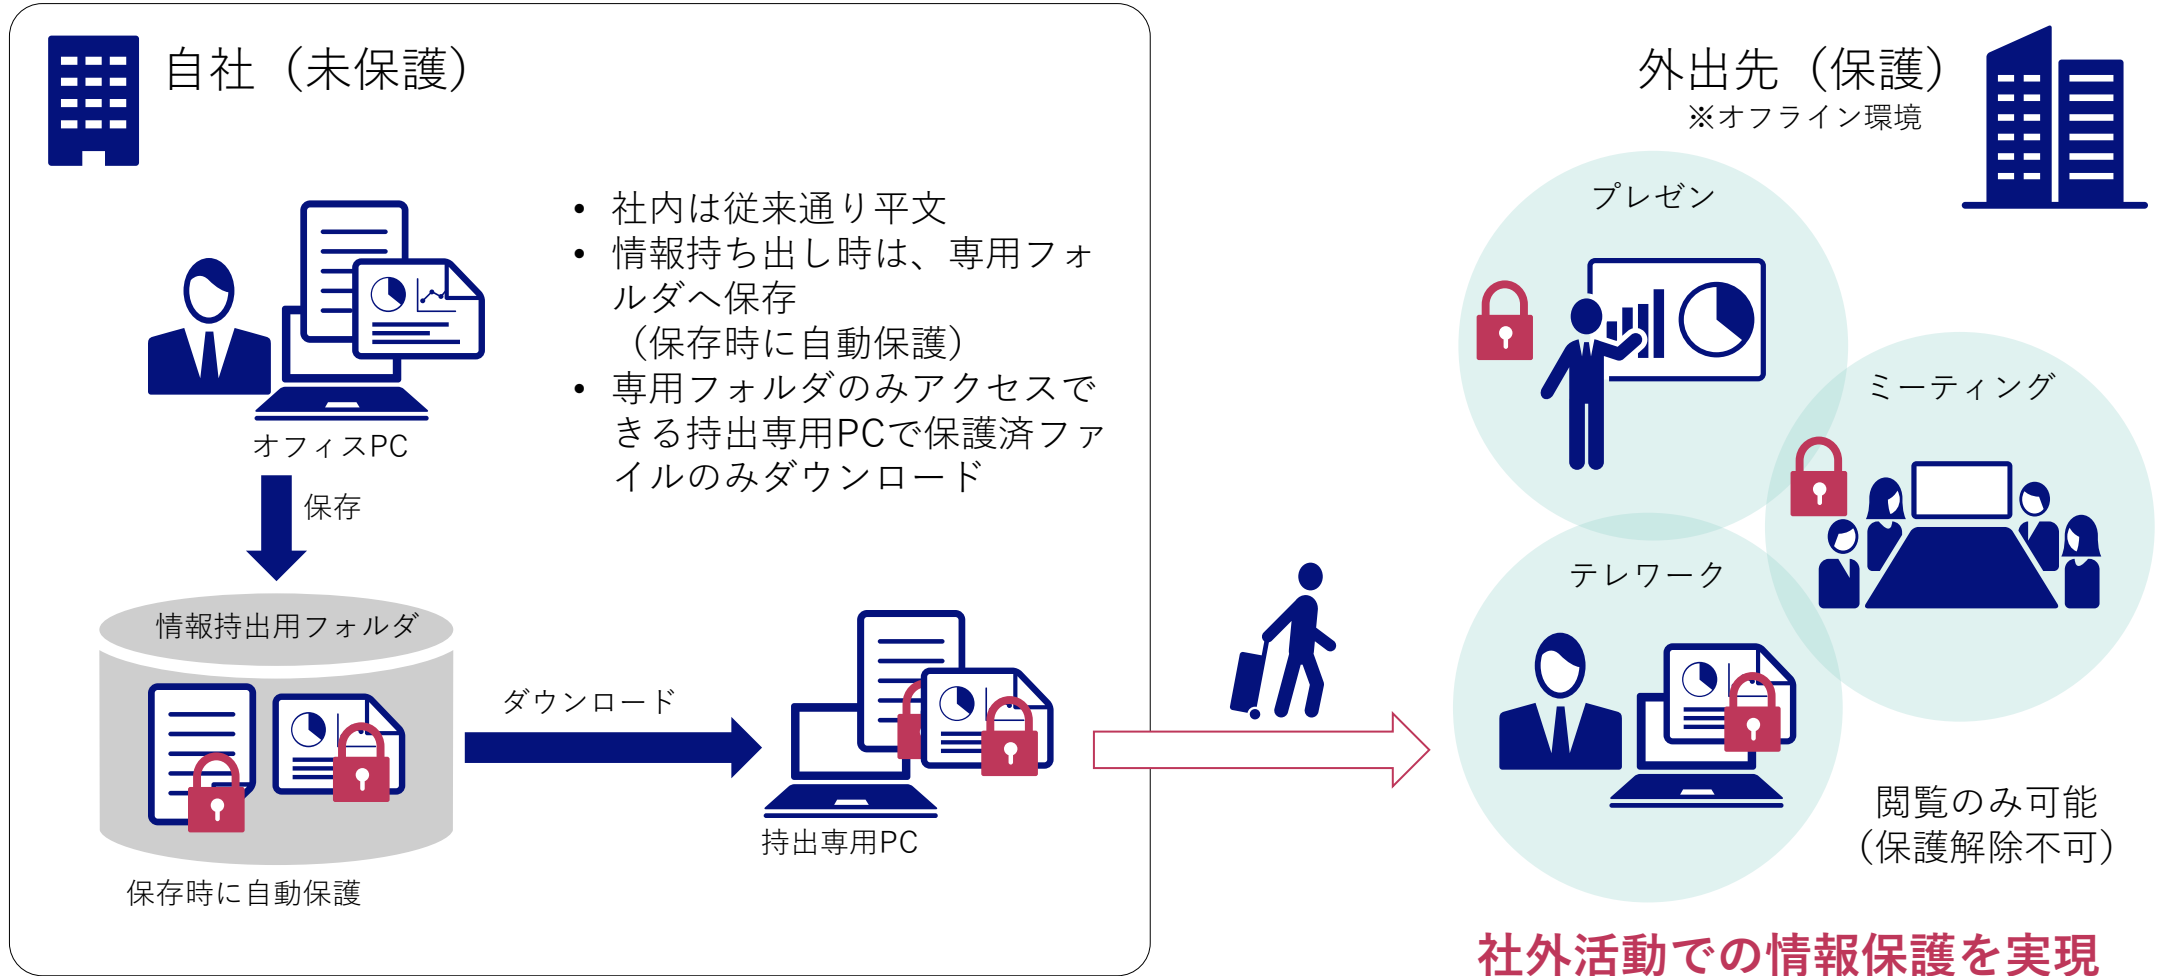 自社（未保護）
• 社内は従来通り平文
• 情報持ち出し時は、専用フォ
ルダへ保存
（保存時に自動保護）
• 専用フォルダのみアクセスで
きる持出専用PCで保護済ファ
イルのみダウンロード
オフィスPC
保存
情報持出用フォルダ
保存時に自動保護
ダウンロード
持出専用PC
外出先（保護）
※オフライン環境
プレゼン
ミーティング
テレワーク
閲覧のみ可能
（保護解除不可）
社外活動での情報保護を実現